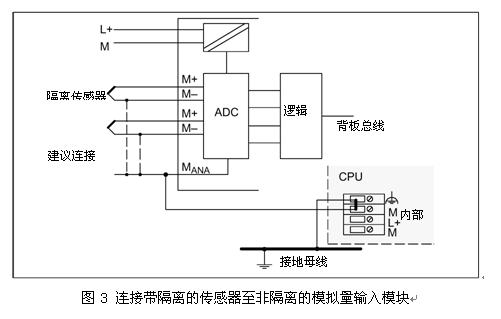 L+
M
隔离传感器
M+
M–
M+
M–
ADC
逻辑
背板总线
建议连接
MANA
CPU
M
内部
L+
M
接地母线
图 3 连接带隔离的传感器至非隔离的模拟量输入模块